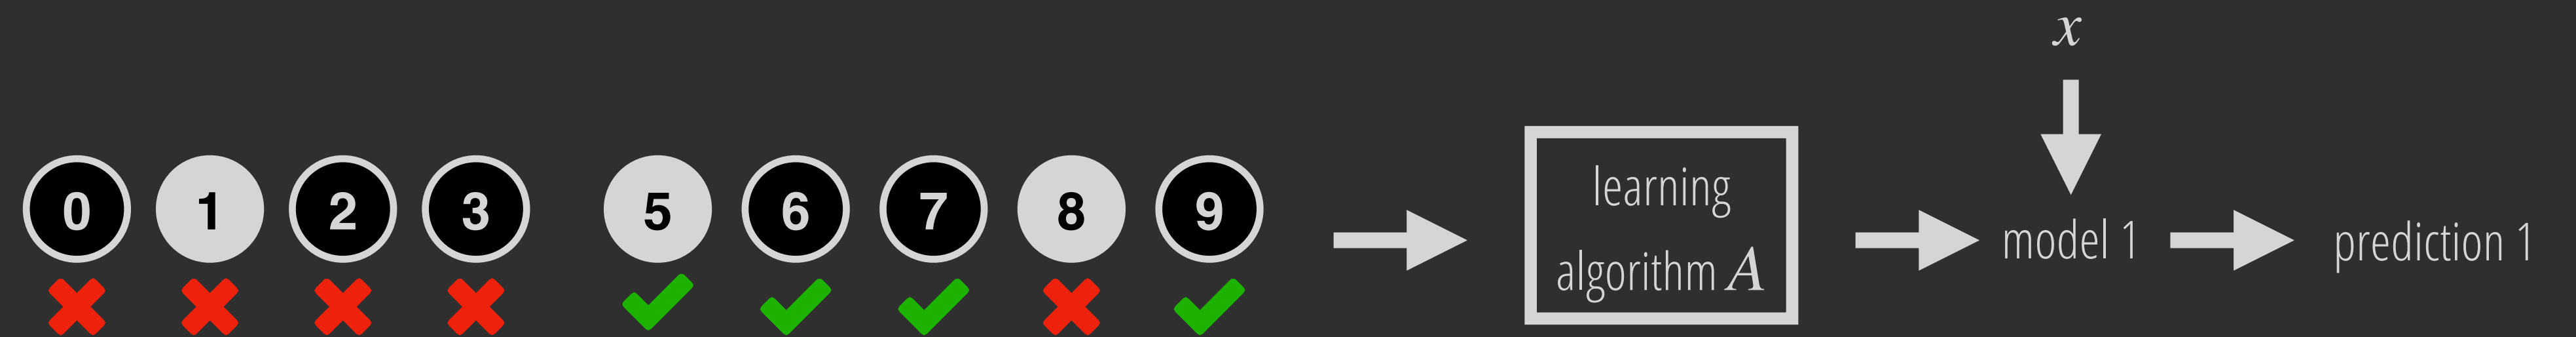 x
0 1 2 3 5 6 7 8 9
learning
algorithm A
model 1
prediction 1